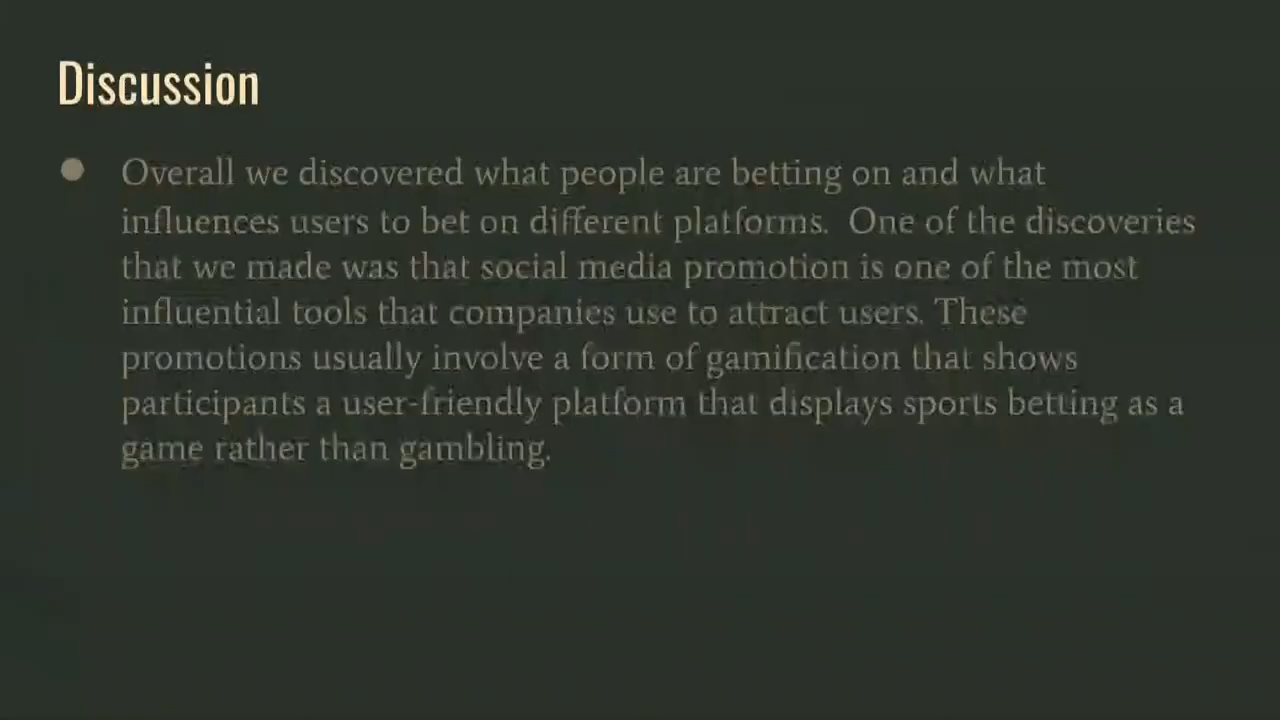 Discussion
● Overall we discovered what people are betting on and what
influences users to bet on different platforms.  One of the discoveries
that we made was that social media promotion is one of the most
influential tools that companies use to attract users. These
promotions usually involve a form of gamification that shows
participants a user-friendly platform that displays sports betting as a
game rather than gambling.